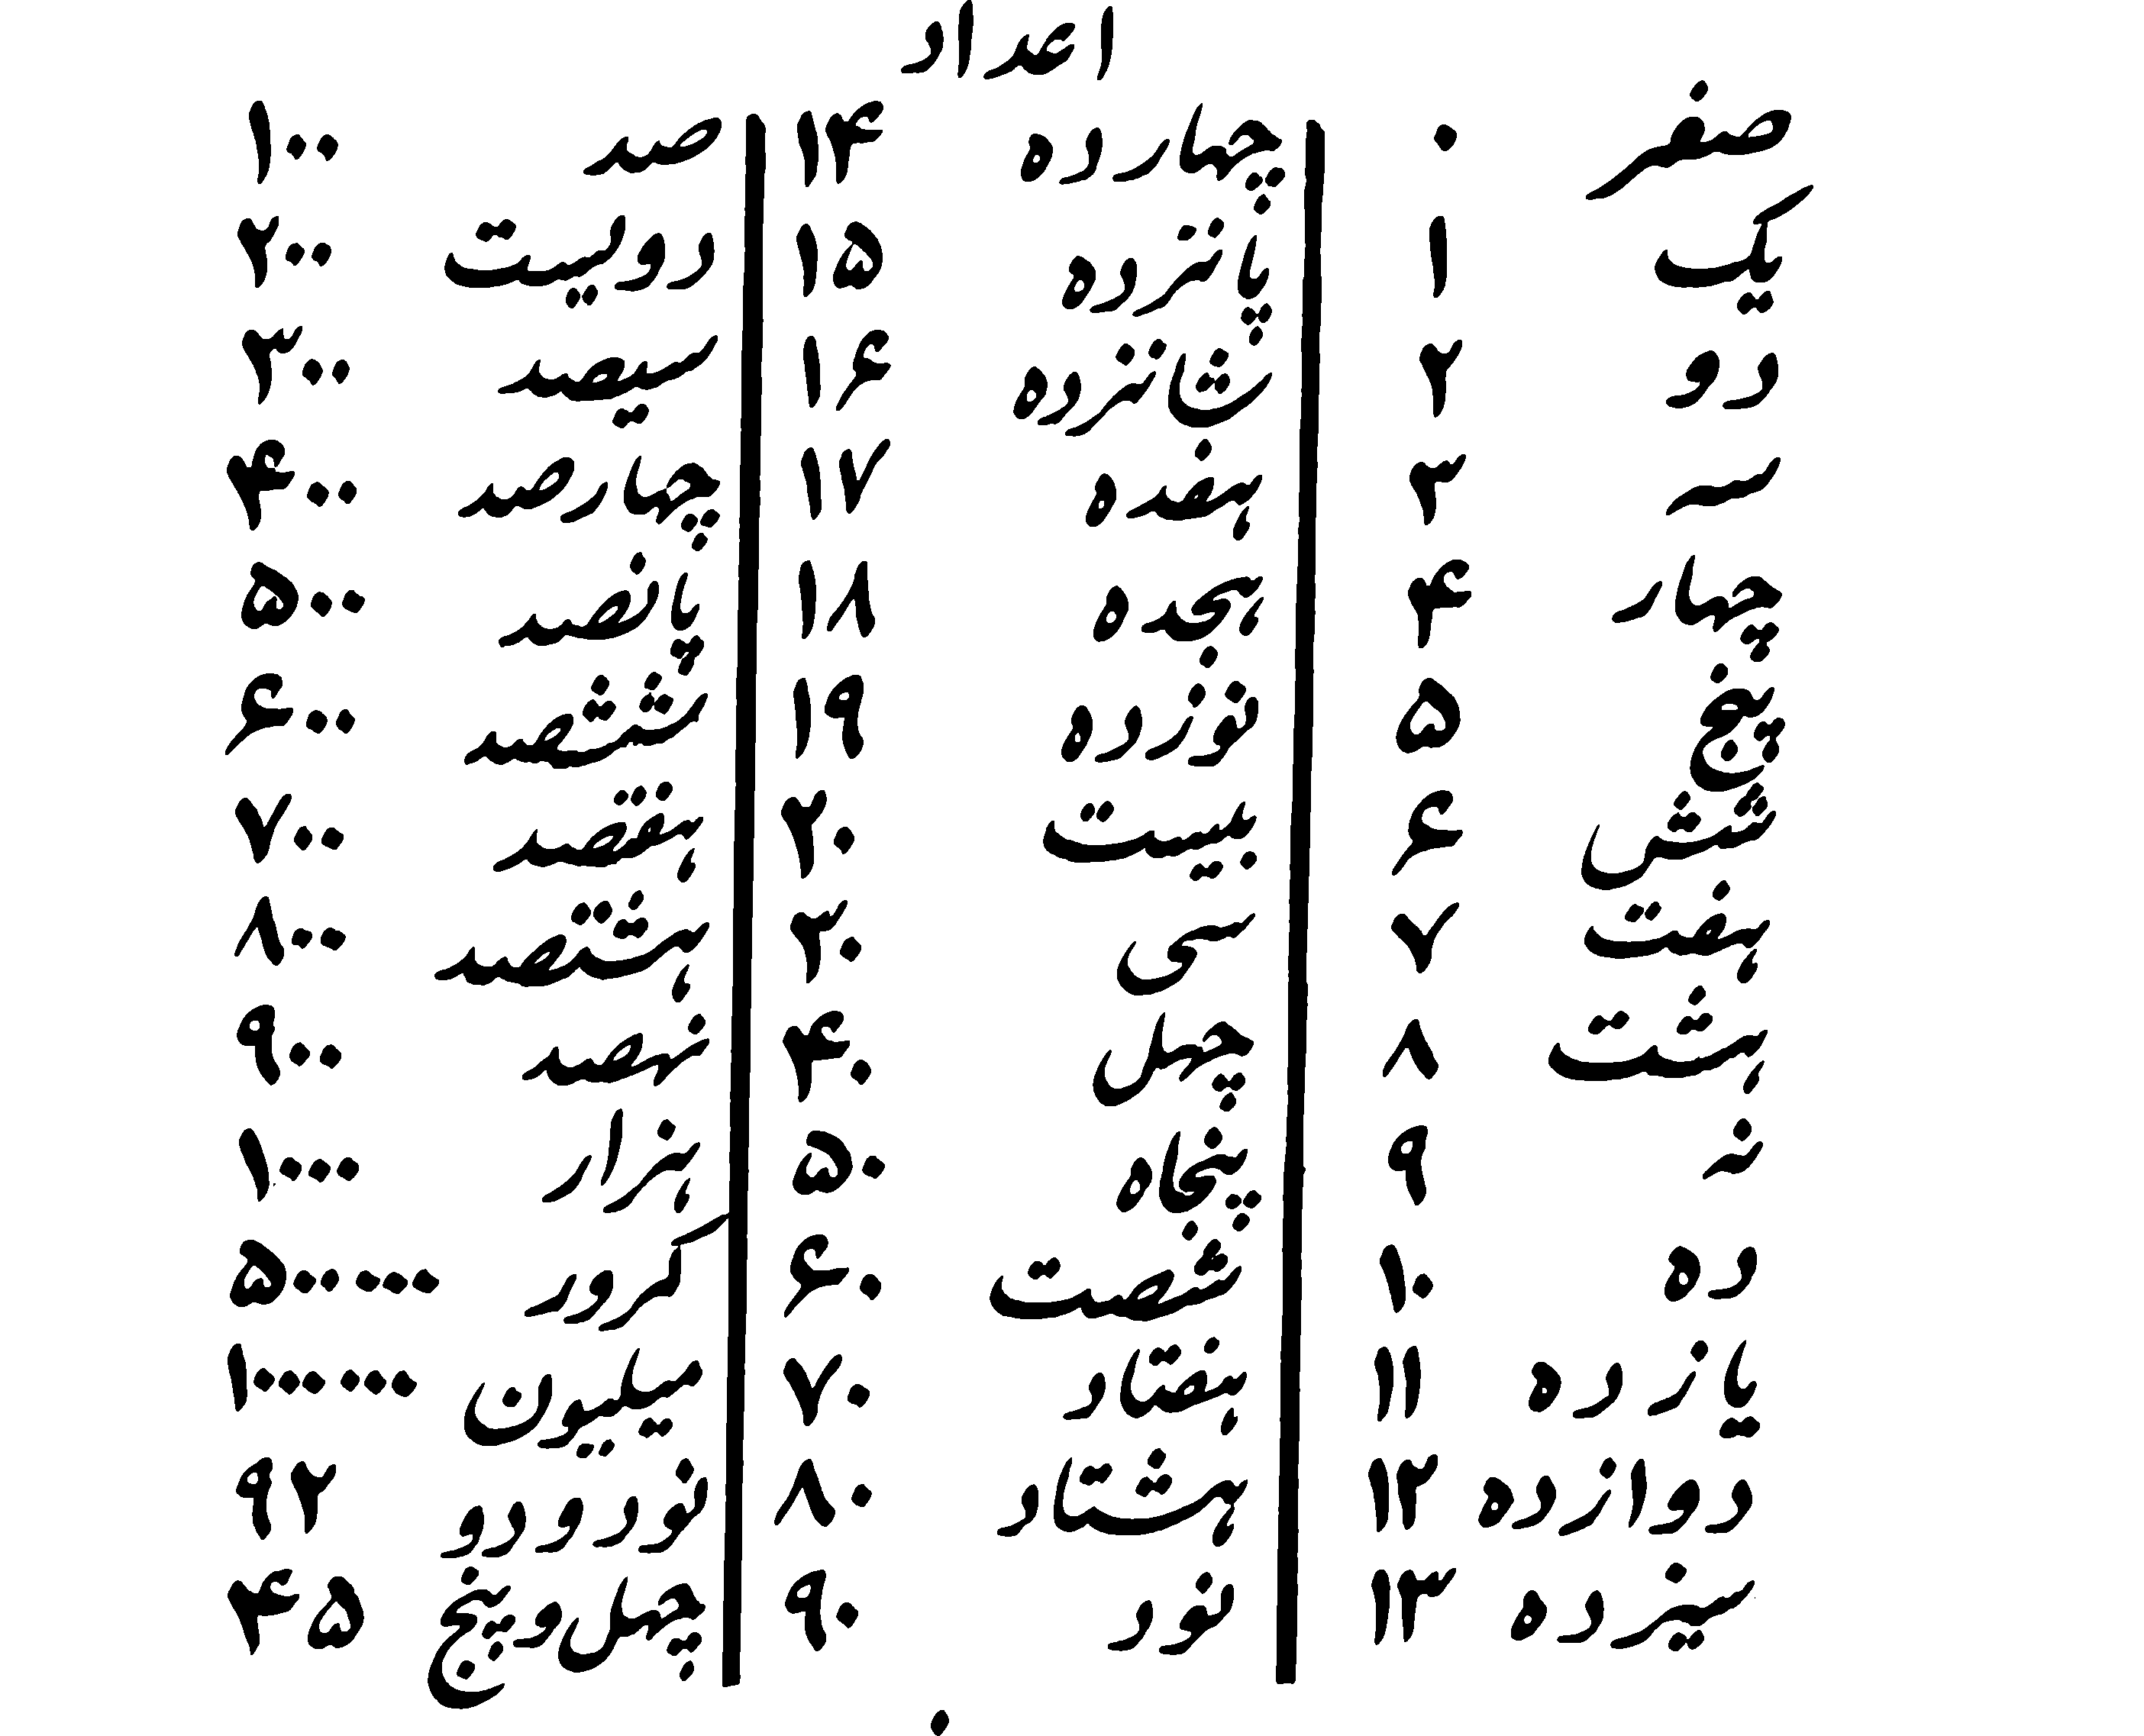 اعداد
صفر ۰
یک ۱
دو ۲
سه ۳
چهار ۴
پنج ۵
شش ۶
هفت ۷
هشت ۸
نه ۹
ده ۱۰
یازده ۱۱
دوازده ۱۲
سیزده ۱۳
چهارده ۱۴
پانزده ۱۵
شانزده ۱۶
هفده ۱۷
هجده ۱۸
نوزده ۱۹
بیست ۲۰
سی ۳۰
چهل ۴۰
پنجاه ۵۰
شصت ۶۰
هفتاد ۷۰
هشتاد ۸۰
نود ۹۰
صد ۱۰۰
دویست ۲۰۰
سیصد ۳۰۰
چهارصد ۴۰۰
پانصد ۵۰۰
ششصد ۶۰۰
هفتصد ۷۰۰
هشتصد ۸۰۰
نهصد ۹۰۰
هزار ۱۰۰۰
کرور ۵۰۰۰۰۰
میلیون ۱۰۰۰۰۰۰
نود و دو ۹۲
چهل و پنج ۴۵